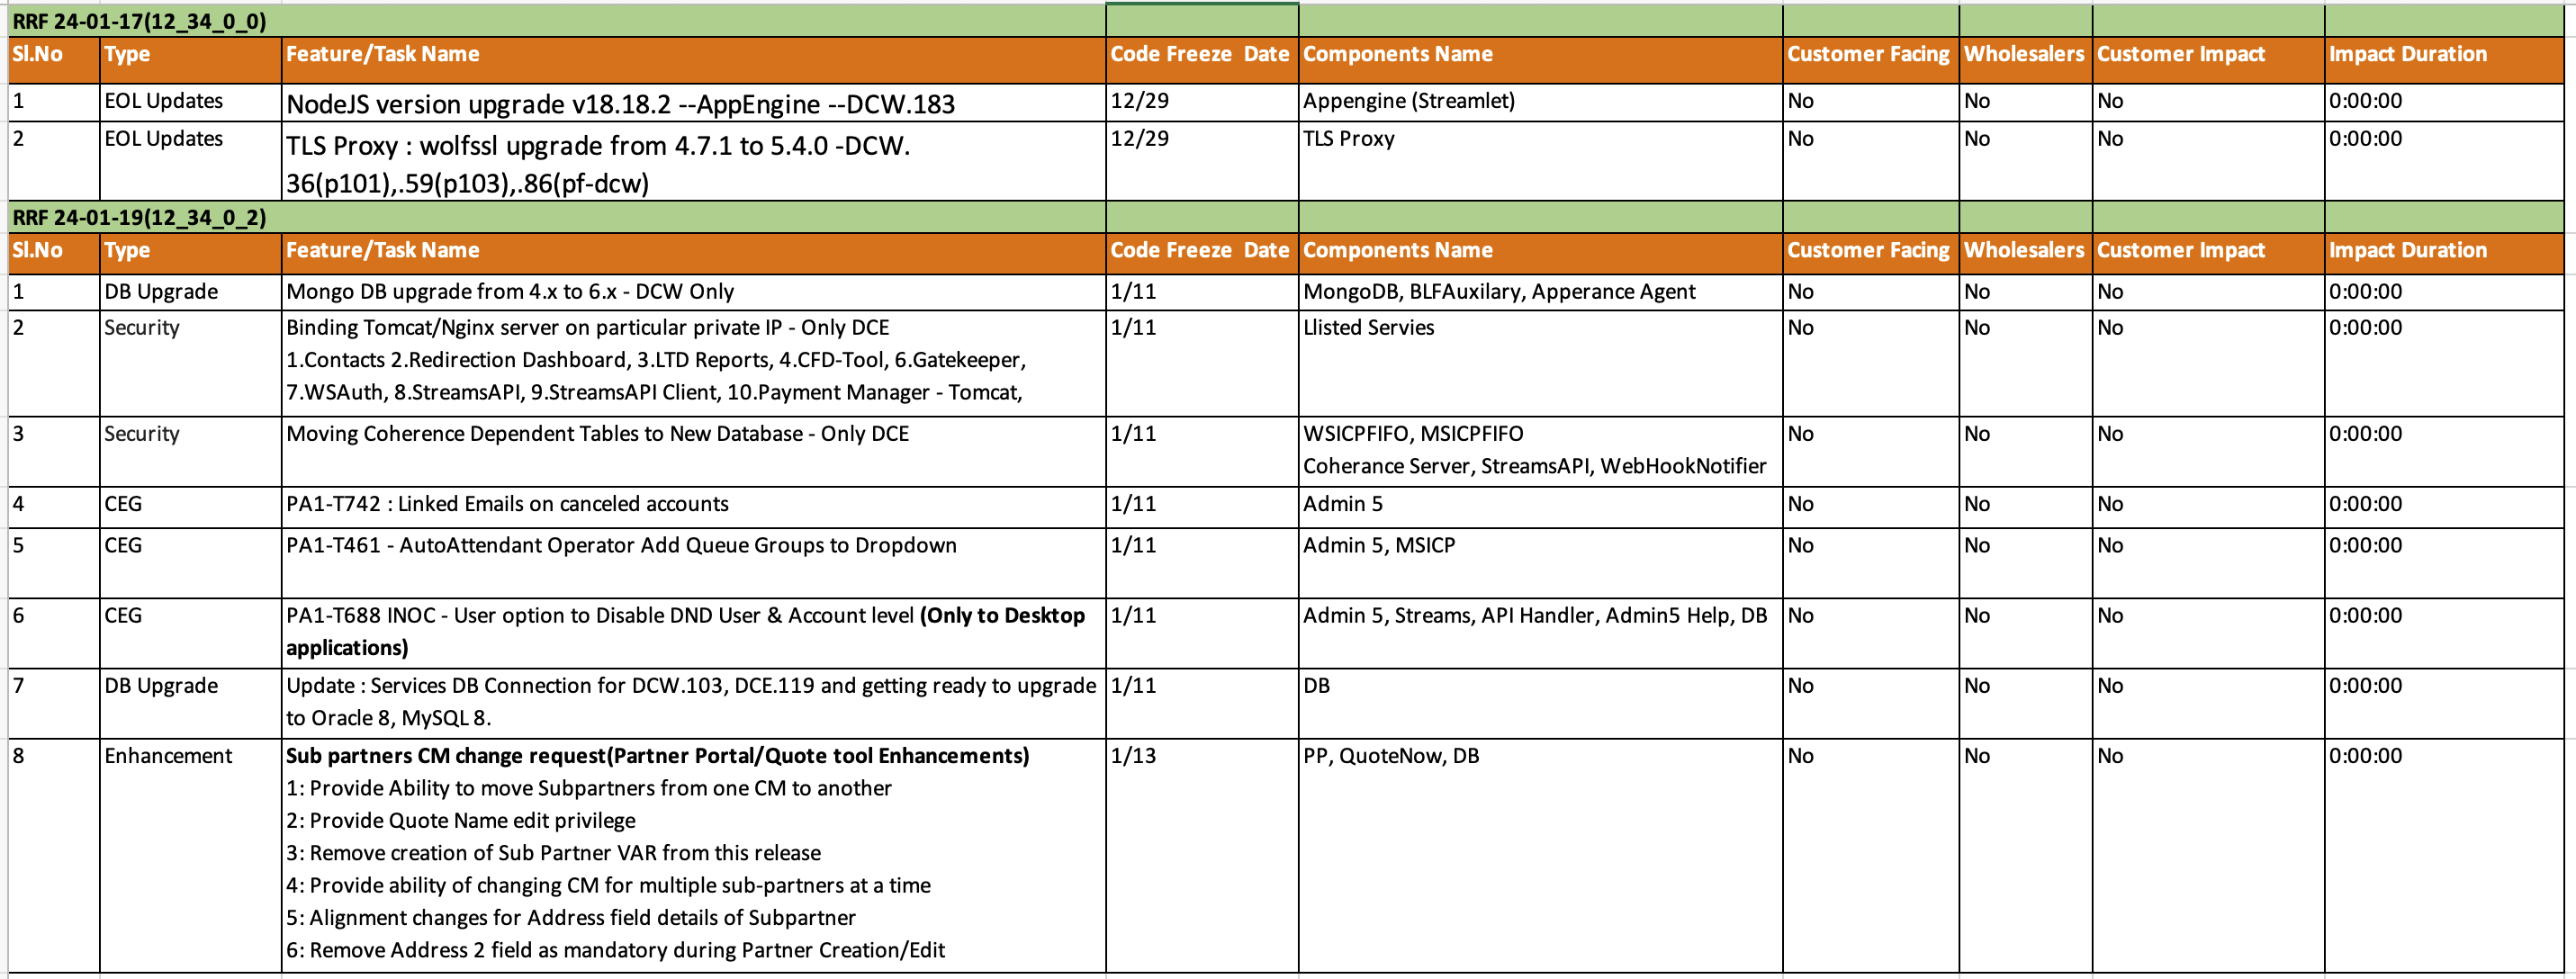 RRF 24-01-17(12_34_0_0)
Sl.No Type Feature/Task Name Code Freeze  Date Components Name Customer Facing Wholesalers Customer Impact Impact Duration
1 EOL Updates NodeJS version upgrade v18.18.2 --AppEngine --DCW.183 12/29 Appengine (Streamlet) No No No 0:00:00
2 EOL Updates TLS Proxy : wolfssl upgrade from 4.7.1 to 5.4.0 -DCW. 12/29 TLS Proxy No No No 0:00:00
36(p101),.59(p103),.86(pf-dcw)
RRF 24-01-19(12_34_0_2)
Sl.No Type Feature/Task Name Code Freeze  Date Components Name Customer Facing Wholesalers Customer Impact Impact Duration
1 DB Upgrade Mongo DB upgrade from 4.x to 6.x - DCW Only 1/11 MongoDB, BLFAuxilary, Apperance Agent No No No 0:00:00
2 Security Binding Tomcat/Nginx server on particular private IP - Only DCE 1/11 Llisted Servies No No No 0:00:00
1.Contacts 2.Redirection Dashboard, 3.LTD Reports, 4.CFD-Tool, 6.Gatekeeper,
7.WSAuth, 8.StreamsAPI, 9.StreamsAPI Client, 10.Payment Manager - Tomcat,
3 Security Moving Coherence Dependent Tables to New Database - Only DCE 1/11 WSICPFIFO, MSICPFIFO No No No 0:00:00
Coherance Server, StreamsAPI, WebHookNotifier
4 CEG PA1-T742 : Linked Emails on canceled accounts 1/11 Admin 5 No No No 0:00:00
5 CEG PA1-T461 - AutoAttendant Operator Add Queue Groups to Dropdown 1/11 Admin 5, MSICP No No No 0:00:00
6 CEG PA1-T688 INOC - User option to Disable DND User & Account level (Only to Desktop 1/11 Admin 5, Streams, API Handler, Admin5 Help, DB No No No 0:00:00
applications)
7 DB Upgrade Update : Services DB Connection for DCW.103, DCE.119 and getting ready to upgrade 1/11 DB No No No 0:00:00
to Oracle 8, MySQL 8.
8 Enhancement Sub partners CM change request(Partner Portal/Quote tool Enhancements) 1/13 PP, QuoteNow, DB No No No 0:00:00
1: Provide Ability to move Subpartners from one CM to another
2: Provide Quote Name edit privilege
3: Remove creation of Sub Partner VAR from this release
4: Provide ability of changing CM for multiple sub-partners at a time
5: Alignment changes for Address field details of Subpartner
6: Remove Address 2 field as mandatory during Partner Creation/Edit